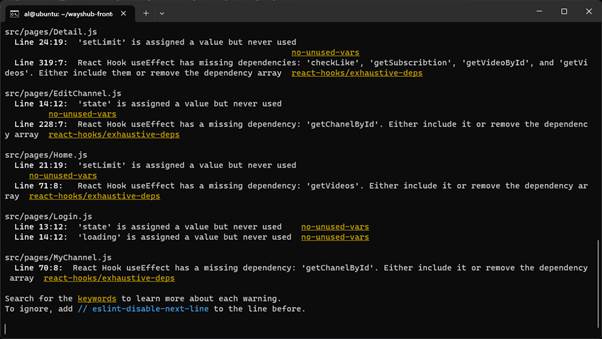 al@ubuntu: ~/wayshub-front
src/pages/Detail.js
Line 24:19: 'setLimit' is assigned a value but never used
no-unused-vars
Line 319:7: React Hook useEffect has missing dependencies: 'checkLike', 'getSubscribtion', 'getVideoById', and 'getVi
deos'. Either include them or remove the dependency array react-hooks/exhaustive-deps
src/pages/EditChannel.js
Line 14:12: 'state' is assigned a value but never used
no-unused-vars
Line 228:7: React Hook useEffect has a missing dependency: 'getChanelById'. Either include it or remove the dependenc
y array react-hooks/exhaustive-deps
src/pages/Home.js
Line 21:19: 'setLimit' is assigned a value but never used
no-unused-vars
Line 71:8: React Hook useEffect has a missing dependency: 'getVideos'. Either include it or remove the dependency ar
ray react-hooks/exhaustive-deps
src/pages/Login.js
Line 13:12: 'state' is assigned a value but never used no-unused-vars
Line 14:12: 'loading' is assigned a value but never used no-unused-vars
src/pages/MyChannel.js
Line 70:8: React Hook useEffect has a missing dependency: 'getChanelById'. Either include it or remove the dependency
array react-hooks/exhaustive-deps
Search for the keywords to learn more about each warning.
To ignore, add // eslint-disable-next-line to the line before.